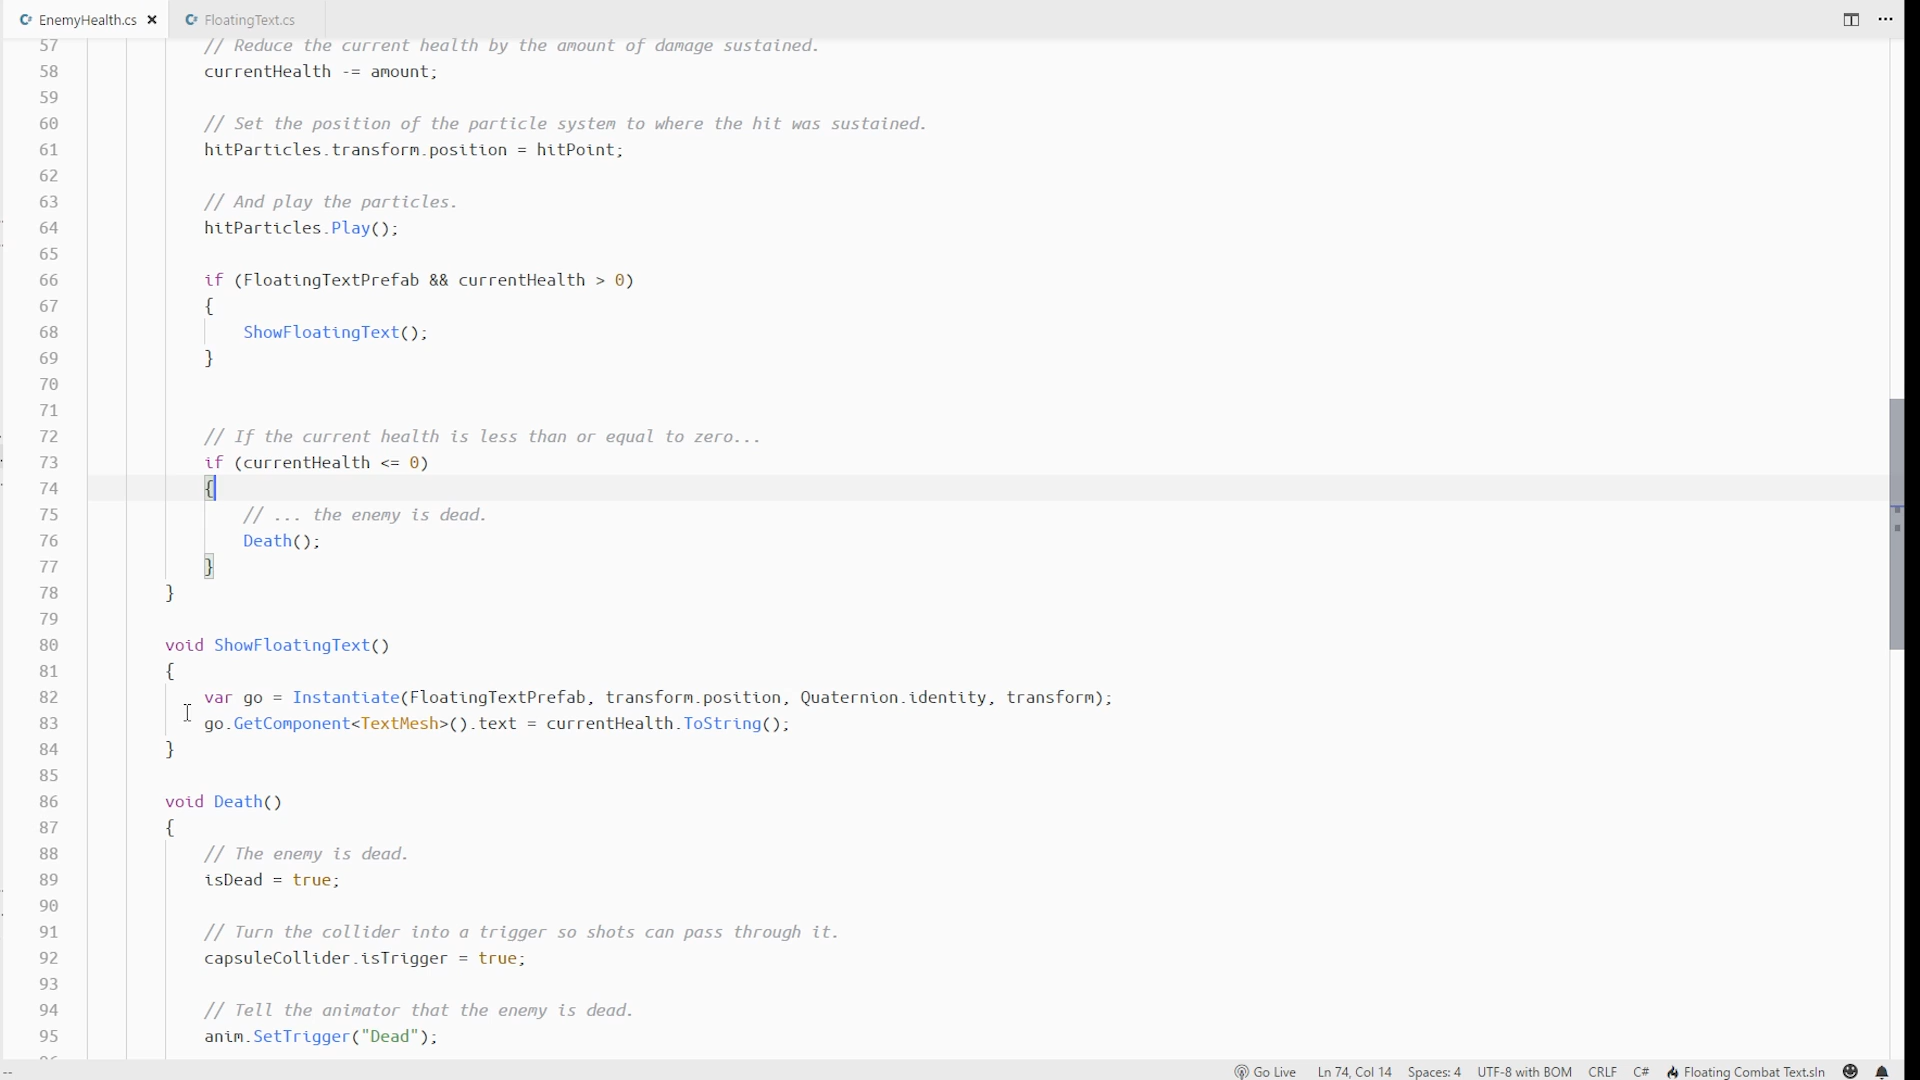 EnemyHealth.cs FloatingText.cs
57 // Reduce the current health by the amount of damage sustained.
58 currentHealth -= amount;
59
60 // Set the position of the particle system to where the hit was sustained.
61 hitParticles.transform.position = hitPoint;
62
63 // And play the particles.
64 hitParticles.Play();
65
66 if (FloatingTextPrefab && currentHealth > 0)
67 {
68 ShowFloatingText();
69 }
70
71
72 // If the current health is less than or equal to zero...
73 if (currentHealth <= 0)
74 {
75 // ... the enemy is dead.
76 Death();
77 }
78 }
79
80 void ShowFloatingText()
81 {
82 var go = Instantiate(FloatingTextPrefab, transform.position, Quaternion.identity, transform);
83 go.GetComponent<TextMesh>().text = currentHealth.ToString();
84 }
85
86 void Death()
87 {
88 // The enemy is dead.
89 isDead = true;
90
91 // Turn the collider into a trigger so shots can pass through it.
92 capsuleCollider.isTrigger = true;
93
94 // Tell the animator that the enemy is dead.
95 anim.SetTrigger("Dead");
-- Go Live Ln 74, Col 14 Spaces: 4 UTF-8 with BOM CRLF C# Floating Combat Text.sln